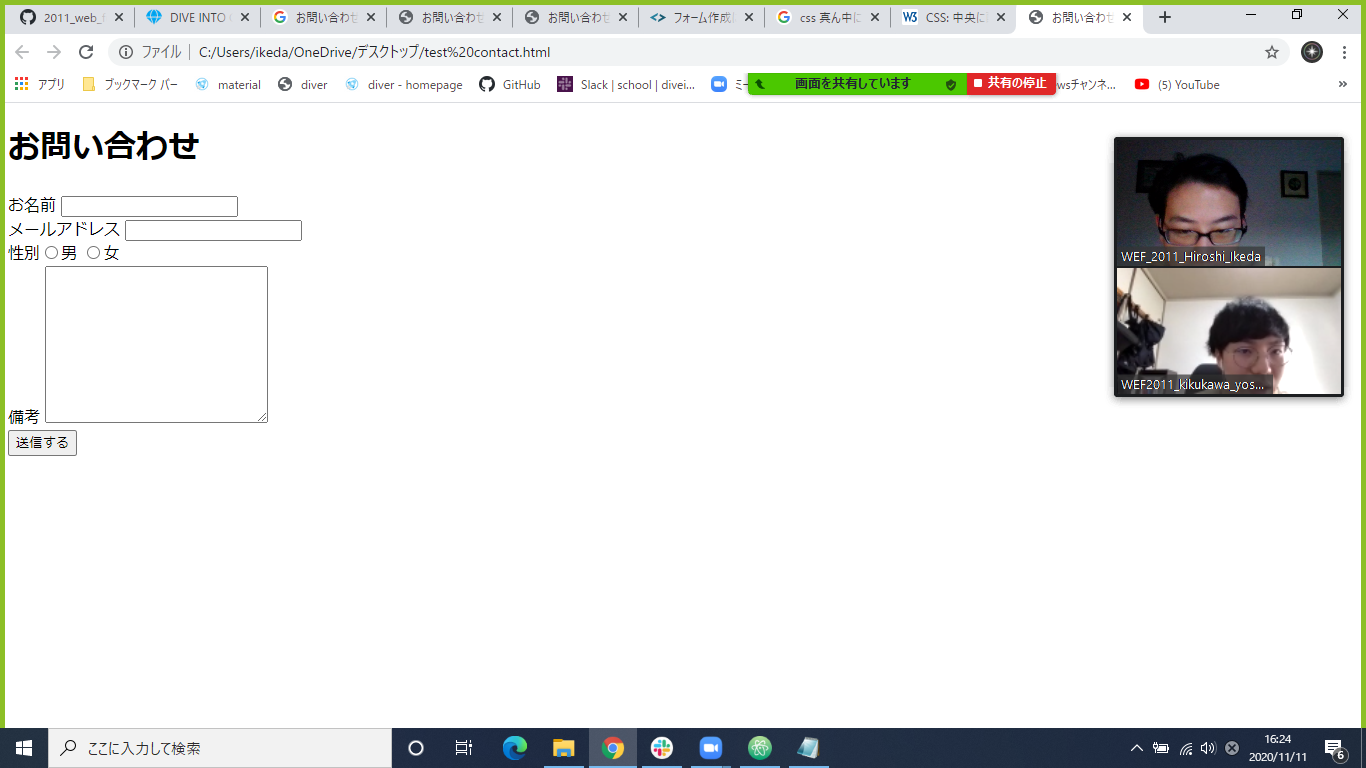 2011_web_f
DIVE INTO
お問い合わせ
お問い合わせ
お問い合わせ
フォーム作成
css 真ん中に
CSS: 中央に
お問い合わせ
ファイル
C:/Users/ikeda/OneDrive/デスクトップ/test%20contact.html
アプリ
ブックマーク バー
material
diver
diver - homepage
GitHub
Slack | school | divei...
ミー
画面を共有しています
共有の停止
wsチャンネ...
(5) YouTube
»
お問い合わせ
お名前
メールアドレス
性別 男 女
備考
送信する
WEF_2011_Hiroshi_Ikeda
WEF2011_kikukawa_yos...
ここに入力して検索
16:24
2020/11/11
6